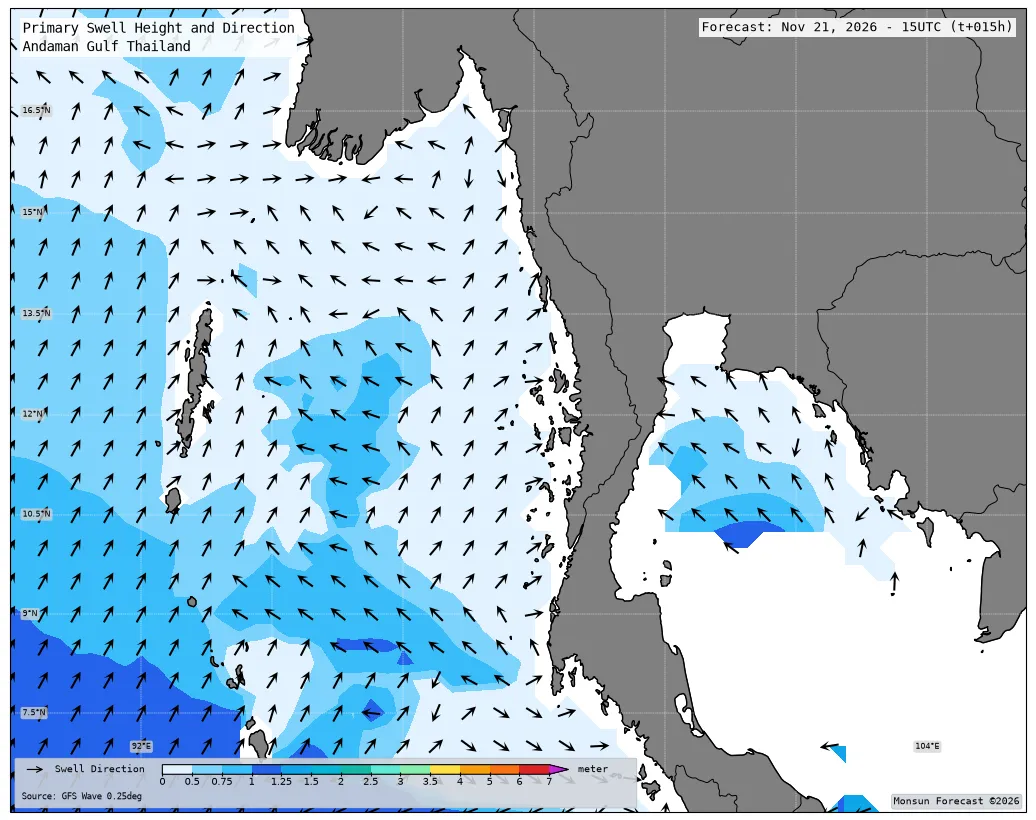 Primary Swell Height and Direction
Andaman Gulf Thailand
Forecast: Nov 21, 2026 - 15UTC (t+015h)
16.5°N
15°N
13.5°N
12°N
10.5°N
9°N
7.5°N
92°E
104°E
Swell Direction
0 0.5 0.75 1 1.25 1.5 2 2.5 3 3.5 4 5 6 7 meter
Source: GFS Wave 0.25deg
Monsun Forecast ©2026